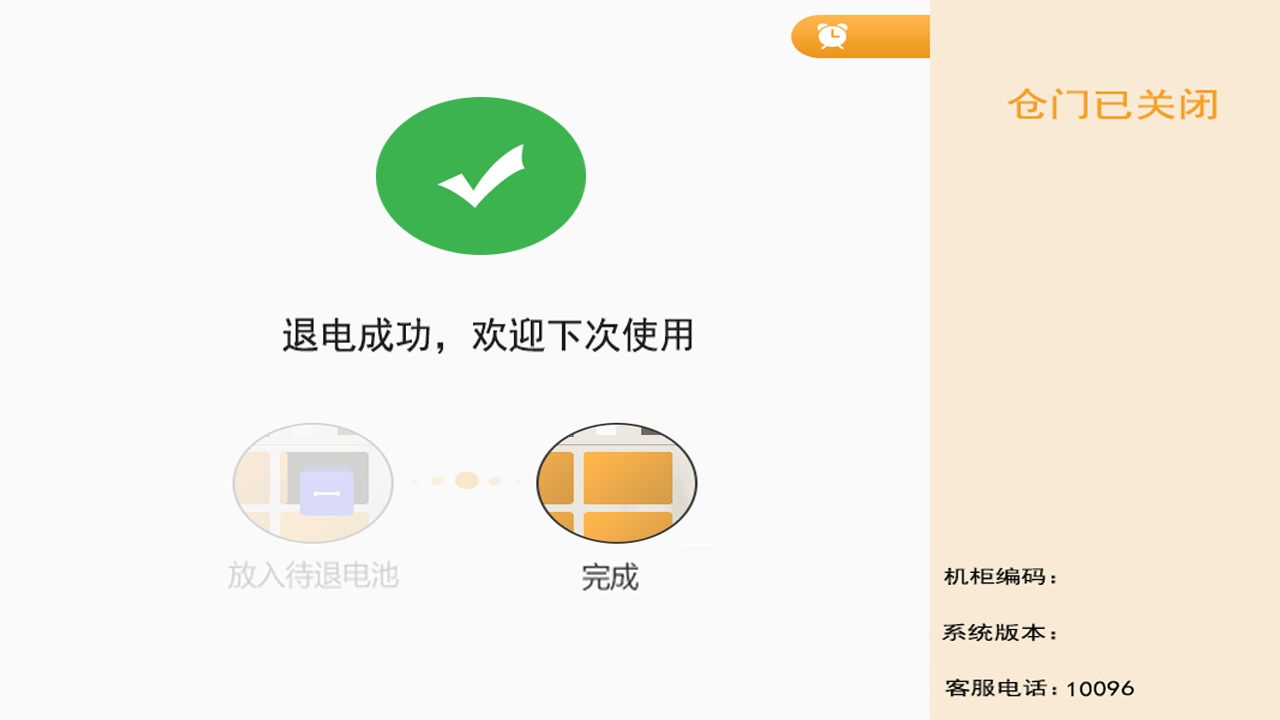 仓门已关闭
退电成功，欢迎下次使用
放入待退电池
完成
机柜编码：
系统版本：
客服电话：10096